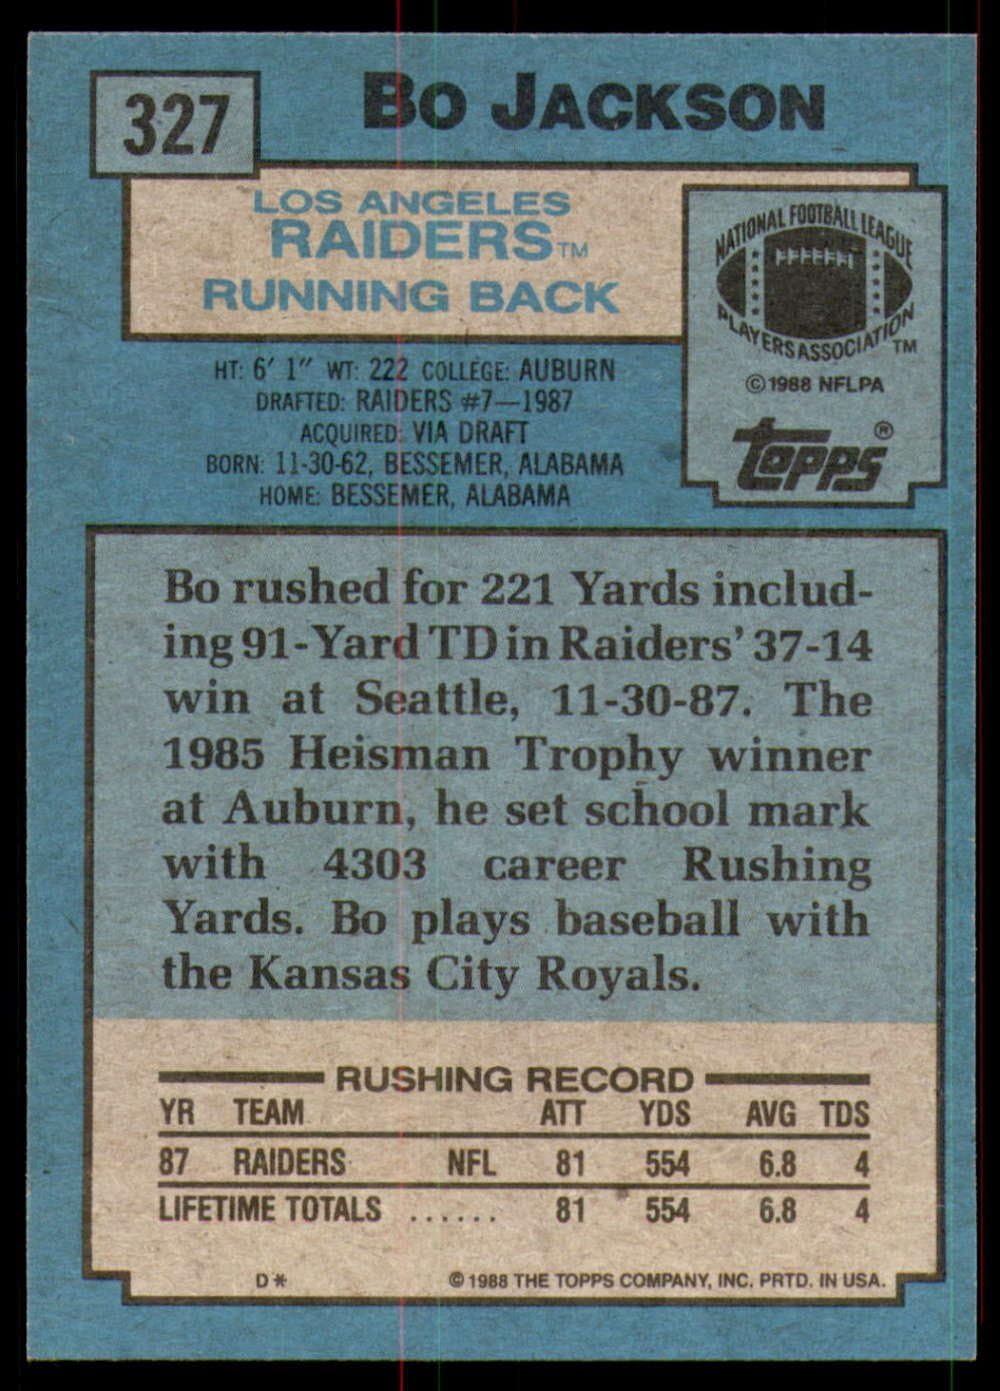 327
BO JACKSON
LOS ANGELES
RAIDERS™
RUNNING BACK
NATIONAL FOOTBALL LEAGUE
PLAYERS ASSOCIATION™
©1988 NFLPA
topps®
HT: 6' 1" WT: 222 COLLEGE: AUBURN
DRAFTED: RAIDERS #7—1987
ACQUIRED: VIA DRAFT
BORN: 11-30-62, BESSEMER, ALABAMA
HOME: BESSEMER, ALABAMA
Bo rushed for 221 Yards includ-
ing 91-Yard TD in Raiders' 37-14
win at Seattle, 11-30-87. The
1985 Heisman Trophy winner
at Auburn, he set school mark
with 4303 career Rushing
Yards. Bo plays baseball with
the Kansas City Royals.
RUSHING RECORD
YR TEAM ATT YDS AVG TDS
87 RAIDERS NFL 81 554 6.8 4
LIFETIME TOTALS ...... 81 554 6.8 4
D* ©1988 THE TOPPS COMPANY, INC. PRTD. IN USA.